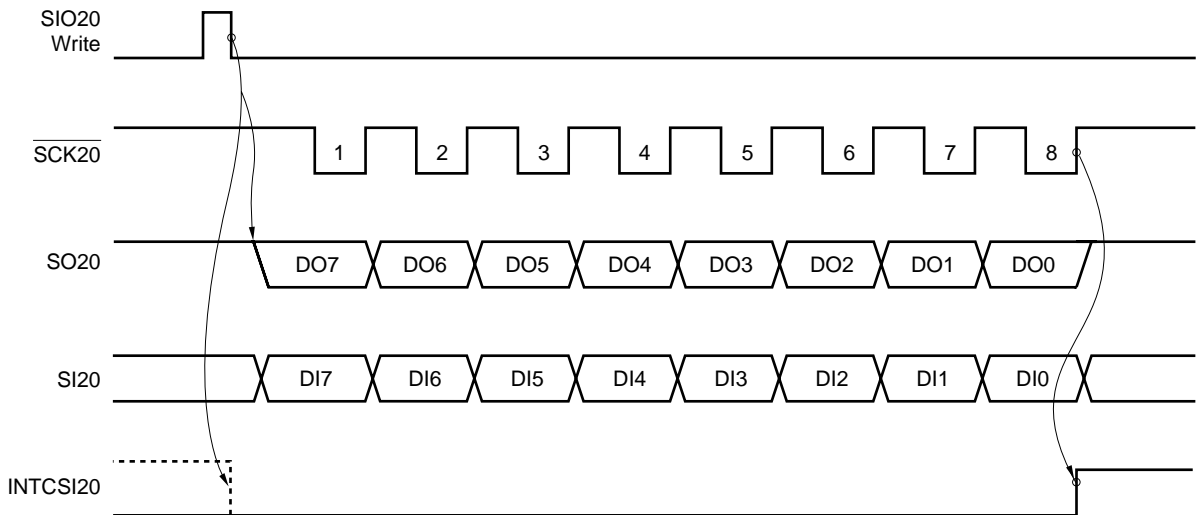 SIO20
Write
SCK20
1 2 3 4 5 6 7 8
SO20
DO7 DO6 DO5 DO4 DO3 DO2 DO1 DO0
SI20
DI7 DI6 DI5 DI4 DI3 DI2 DI1 DI0
INTCSI20